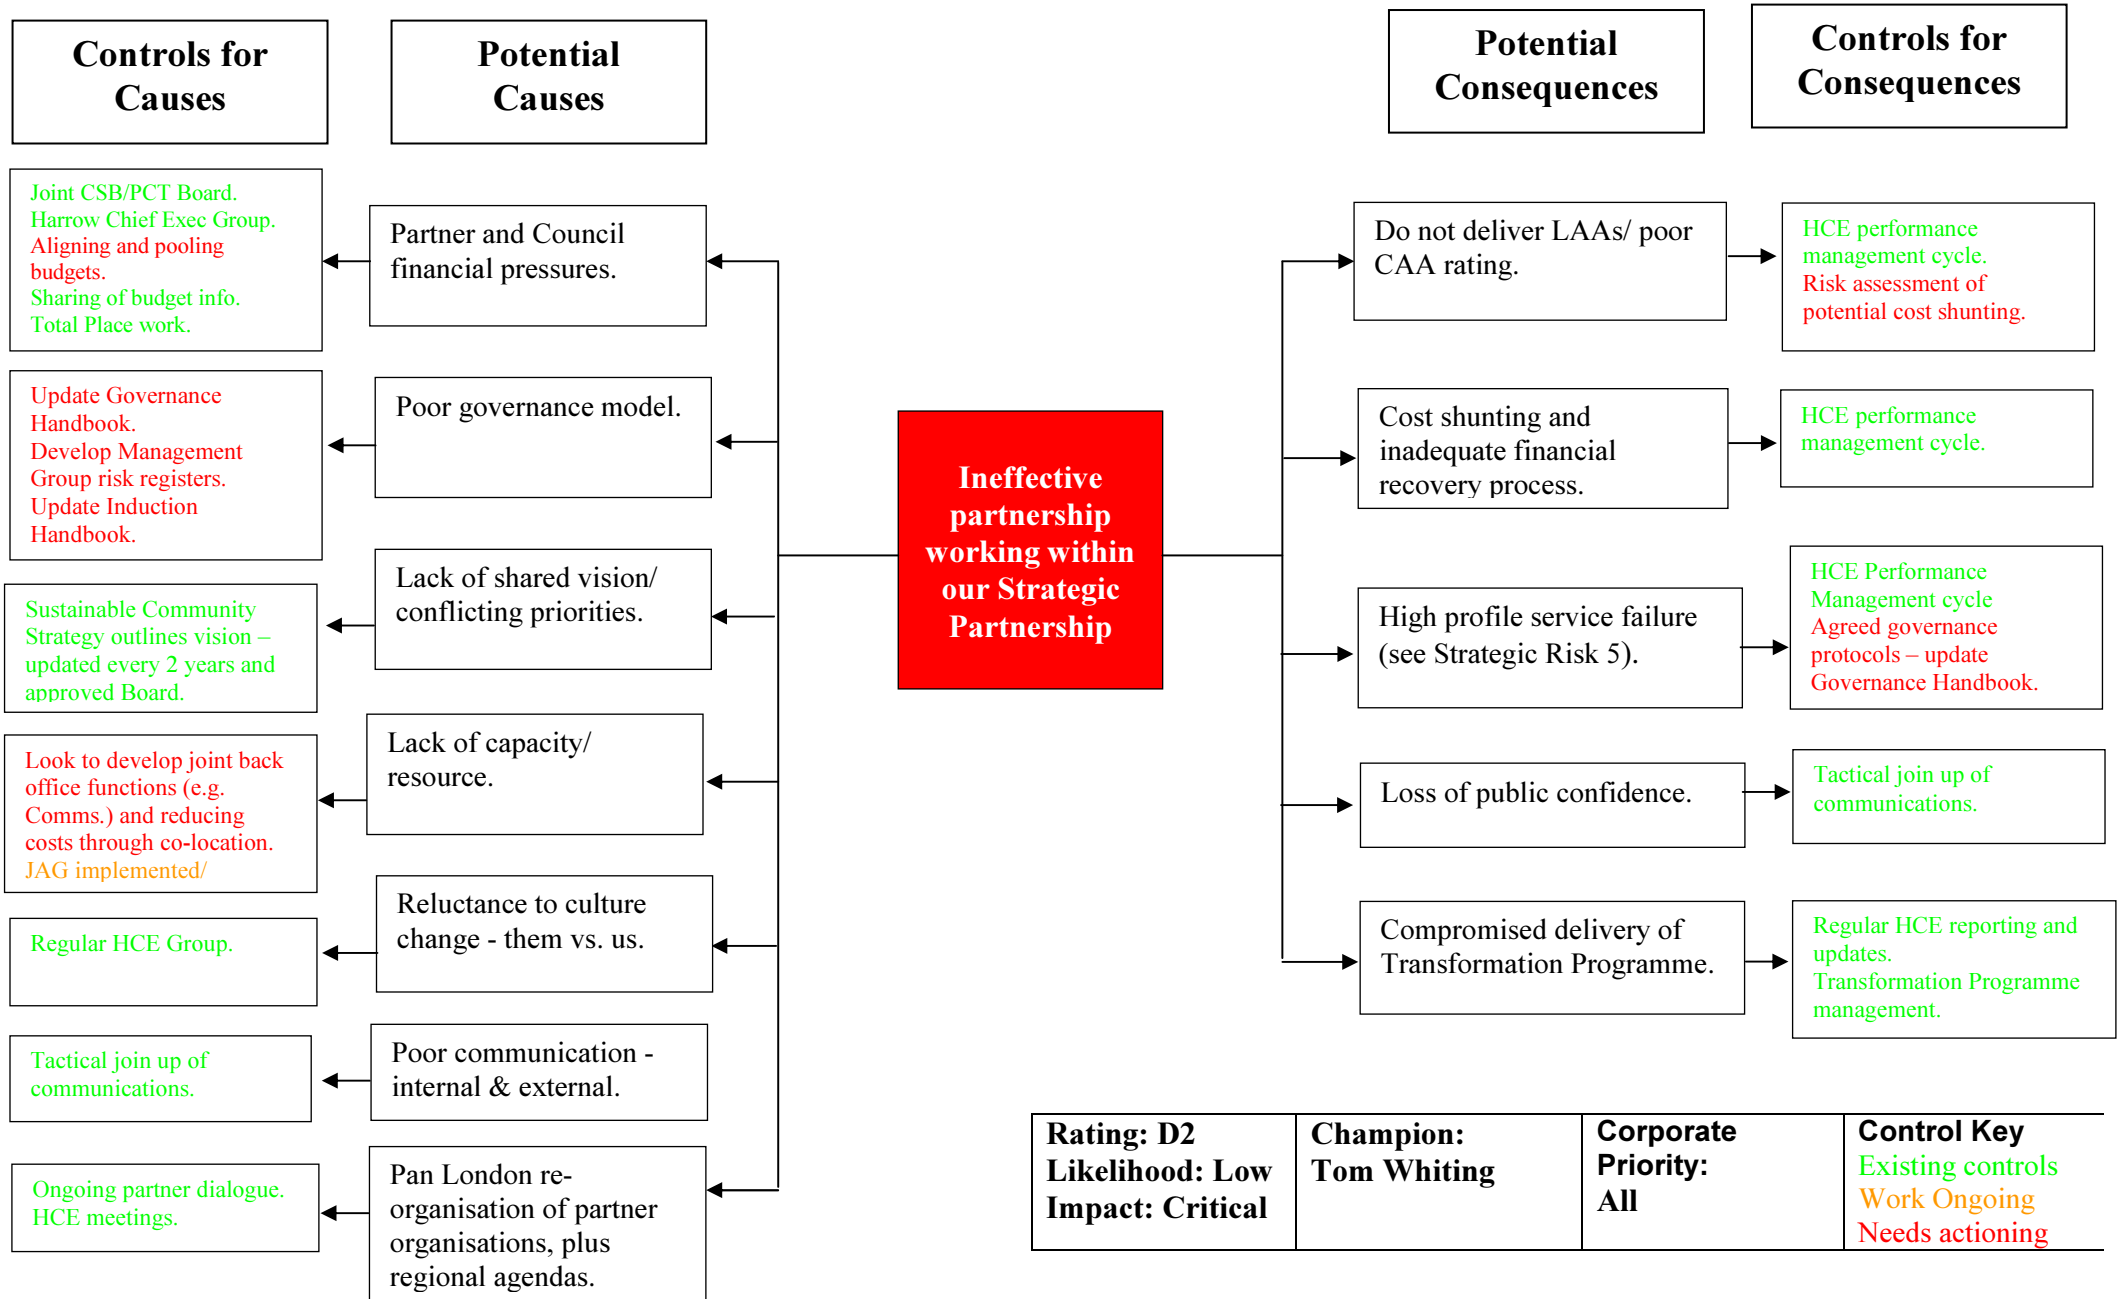 Controls for
Causes
Potential
Causes
Potential
Consequences
Controls for
Consequences
Joint CSB/PCT Board.
Harrow Chief Exec Group.
Aligning and pooling
budgets.
Sharing of budget info.
Total Place work.
Partner and Council
financial pressures.
Update Governance
Handbook.
Develop Management
Group risk registers.
Update Induction
Handbook.
Poor governance model.
Sustainable Community
Strategy outlines vision –
updated every 2 years and
approved Board.
Lack of shared vision/
conflicting priorities.
Look to develop joint back
office functions (e.g.
Comms.) and reducing
costs through co-location.
JAG implemented/
Lack of capacity/
resource.
Regular HCE Group.
Reluctance to culture
change - them vs. us.
Tactical join up of
communications.
Poor communication -
internal & external.
Ongoing partner dialogue.
HCE meetings.
Pan London re-
organisation of partner
organisations, plus
regional agendas.
Ineffective
partnership
working within
our Strategic
Partnership
Do not deliver LAAs/ poor
CAA rating.
HCE performance
management cycle.
Risk assessment of
potential cost shunting.
Cost shunting and
inadequate financial
recovery process.
HCE performance
management cycle.
High profile service failure
(see Strategic Risk 5).
HCE Performance
Management cycle
Agreed governance
protocols – update
Governance Handbook.
Loss of public confidence.
Tactical join up of
communications.
Compromised delivery of
Transformation Programme.
Regular HCE reporting and
updates.
Transformation Programme
management.
Rating: D2
Likelihood: Low
Impact: Critical
Champion:
Tom Whiting
Corporate
Priority:
All
Control Key
Existing controls
Work Ongoing
Needs actioning